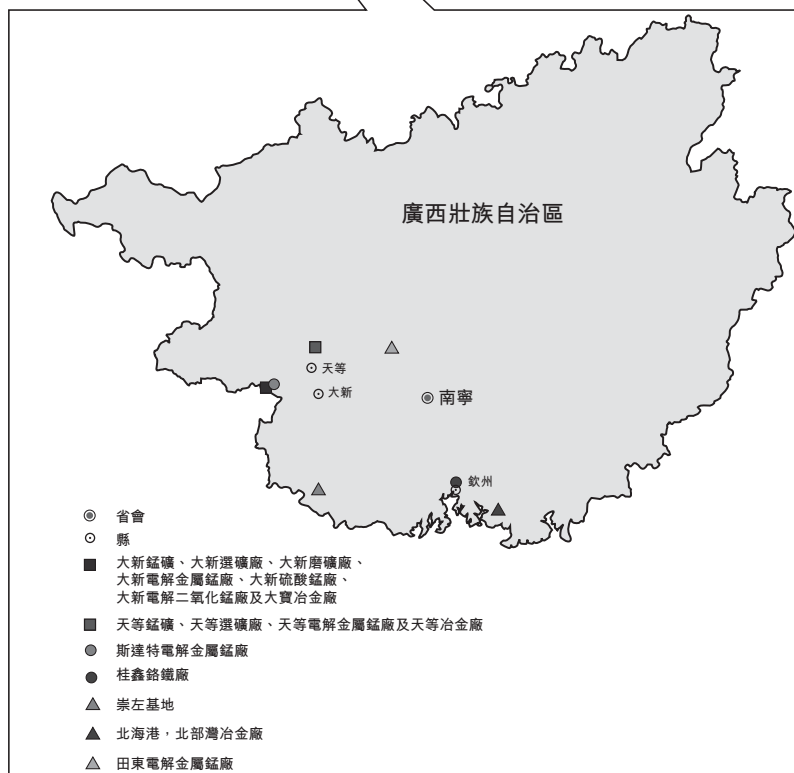 廣西壯族自治區
天等
大新
南寧
欽州
省會
縣
大新錳礦、大新選礦廠、大新磨礦廠、
大新電解金屬錳廠、大新硫酸錳廠、
大新電解二氧化錳廠及大寶冶金廠
天等錳礦、天等選礦廠、天等電解金屬錳廠及天等冶金廠
斯達特電解金屬錳廠
桂鑫鉻鐵廠
崇左基地
北海港，北部灣冶金廠
田東電解金屬錳廠